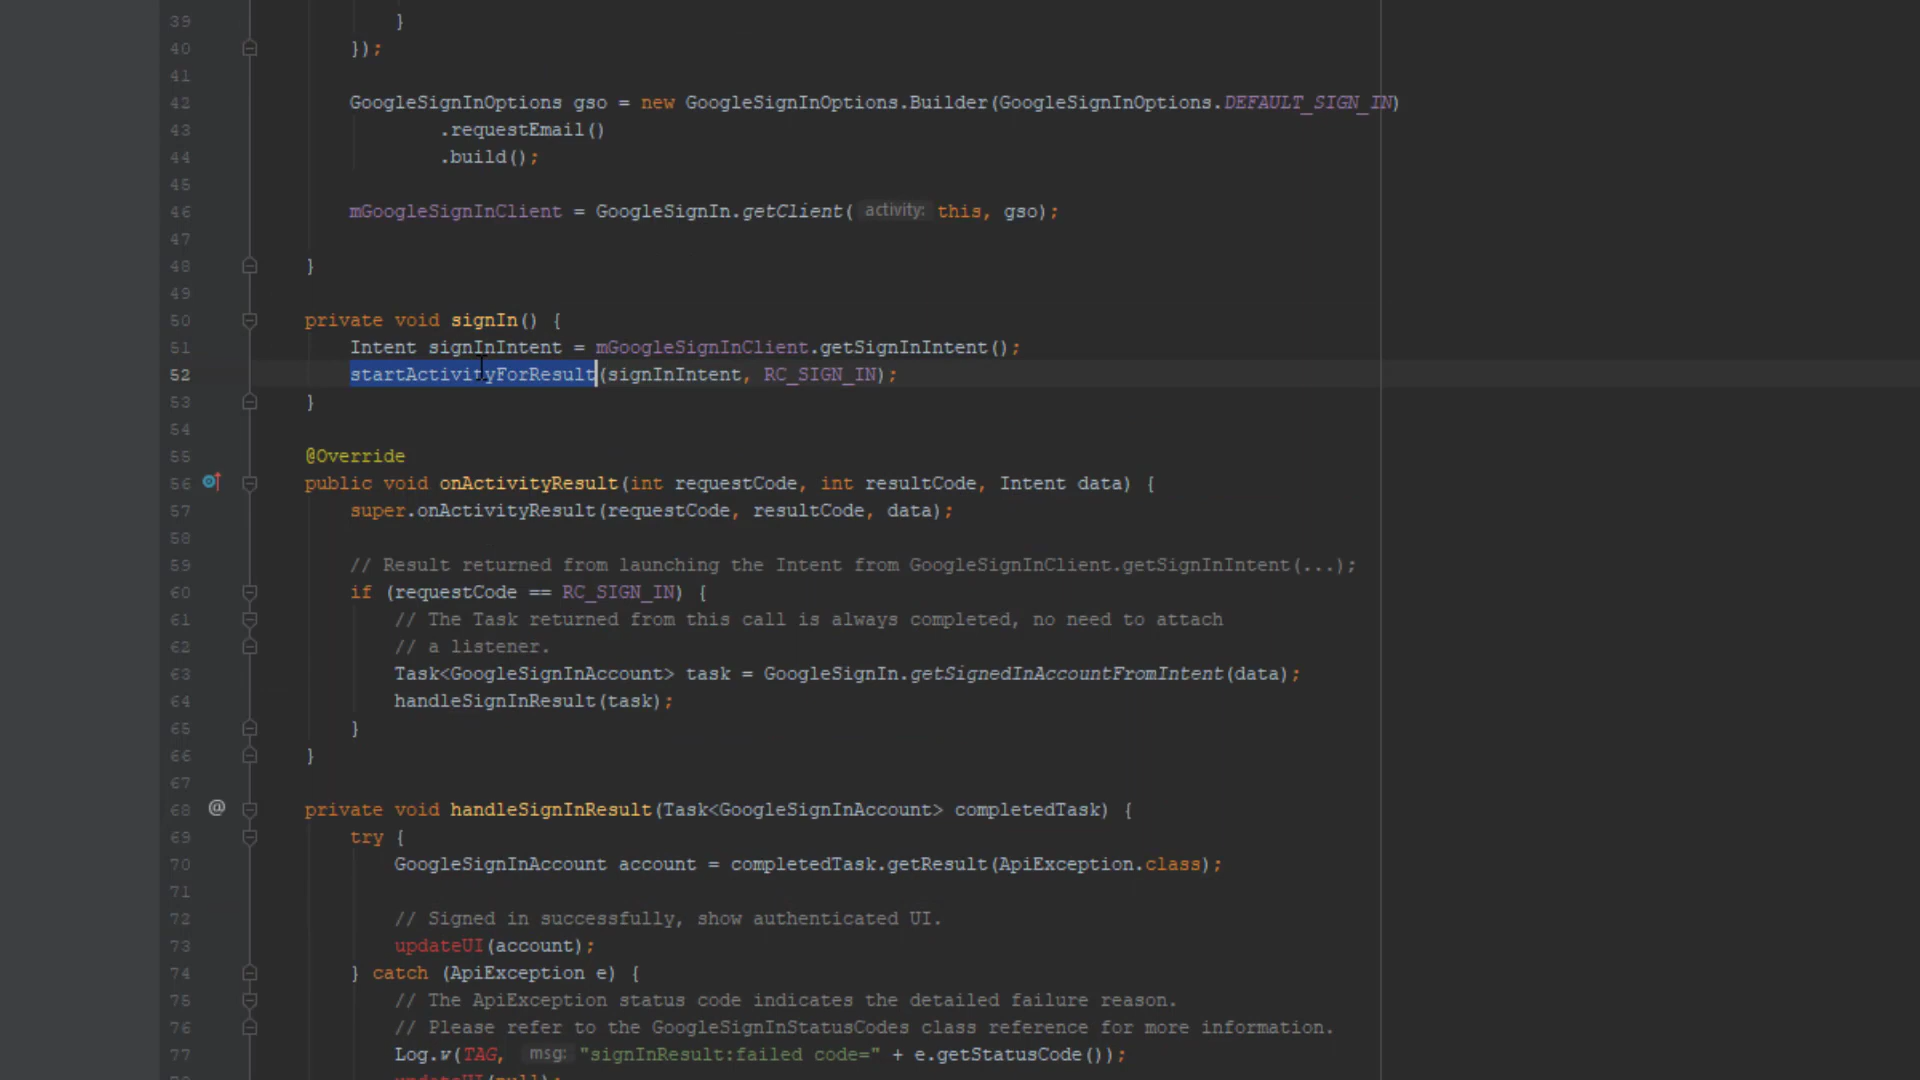 39 }
40 });
41
42 GoogleSignInOptions gso = new GoogleSignInOptions.Builder(GoogleSignInOptions.DEFAULT_SIGN_IN)
43 .requestEmail()
44 .build();
45
46 mGoogleSignInClient = GoogleSignIn.getClient( activity: this, gso);
47
48 }
49
50 private void signIn() {
51 Intent signInIntent = mGoogleSignInClient.getSignInIntent();
52 startActivityForResult(signInIntent, RC_SIGN_IN);
53 }
54
55 @Override
56 public void onActivityResult(int requestCode, int resultCode, Intent data) {
57 super.onActivityResult(requestCode, resultCode, data);
58
59 // Result returned from launching the Intent from GoogleSignInClient.getSignInIntent(...);
60 if (requestCode == RC_SIGN_IN) {
61 // The Task returned from this call is always completed, no need to attach
62 // a listener.
63 Task<GoogleSignInAccount> task = GoogleSignIn.getSignedInAccountFromIntent(data);
64 handleSignInResult(task);
65 }
66 }
67
68 @ private void handleSignInResult(Task<GoogleSignInAccount> completedTask) {
69 try {
70 GoogleSignInAccount account = completedTask.getResult(ApiException.class);
71
72 // Signed in successfully, show authenticated UI.
73 updateUI(account);
74 } catch (ApiException e) {
75 // The ApiException status code indicates the detailed failure reason.
76 // Please refer to the GoogleSignInStatusCodes class reference for more information.
77 Log.w(TAG, msg: "signInResult:failed code=" + e.getStatusCode());
updateUI(null);